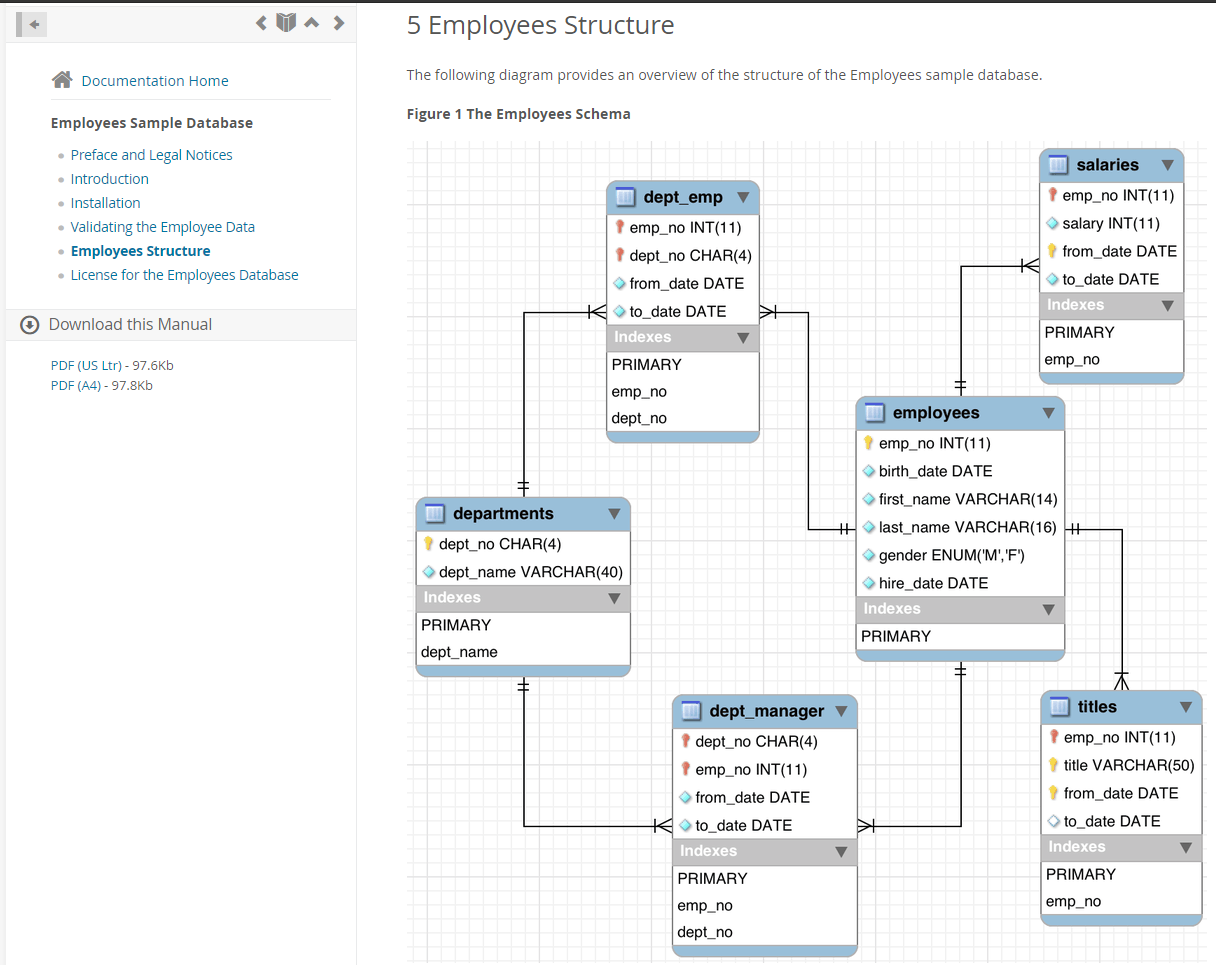 Documentation Home
Employees Sample Database
Preface and Legal Notices
Introduction
Installation
Validating the Employee Data
Employees Structure
License for the Employees Database
Download this Manual
PDF (US Ltr) - 97.6Kb
PDF (A4) - 97.8Kb
5 Employees Structure
The following diagram provides an overview of the structure of the Employees sample database.
Figure 1 The Employees Schema
dept_emp
emp_no INT(11)
dept_no CHAR(4)
from_date DATE
to_date DATE
Indexes
PRIMARY
emp_no
dept_no
salaries
emp_no INT(11)
salary INT(11)
from_date DATE
to_date DATE
Indexes
PRIMARY
emp_no
employees
emp_no INT(11)
birth_date DATE
first_name VARCHAR(14)
last_name VARCHAR(16)
gender ENUM('M','F')
hire_date DATE
Indexes
PRIMARY
departments
dept_no CHAR(4)
dept_name VARCHAR(40)
Indexes
PRIMARY
dept_name
dept_manager
dept_no CHAR(4)
emp_no INT(11)
from_date DATE
to_date DATE
Indexes
PRIMARY
emp_no
dept_no
titles
emp_no INT(11)
title VARCHAR(50)
from_date DATE
to_date DATE
Indexes
PRIMARY
emp_no